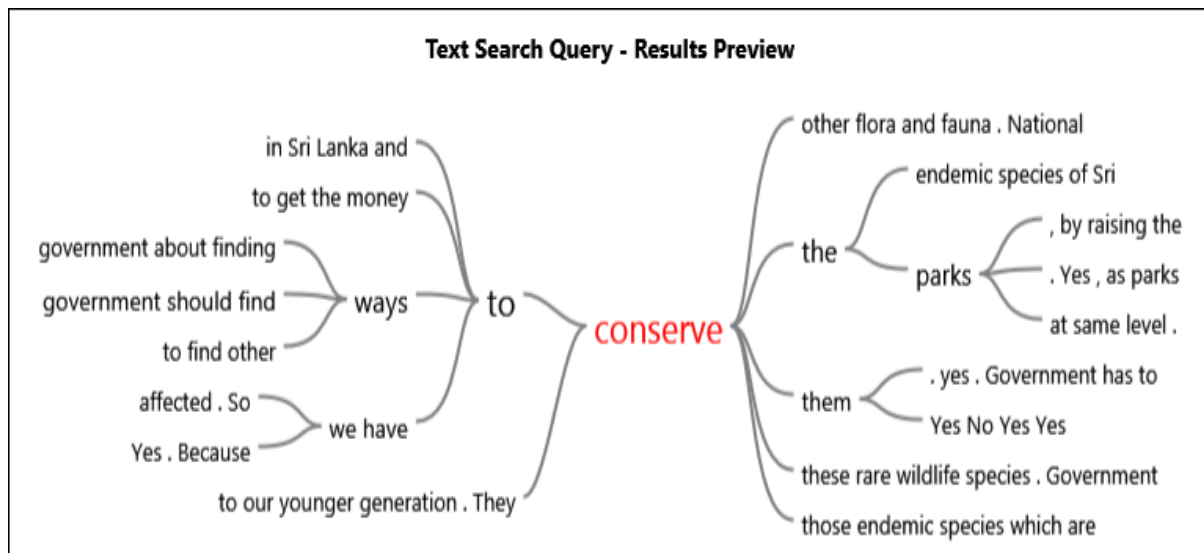 Text Search Query - Results Preview
in Sri Lanka and
to get the money
government about finding
government should find
to find other
ways
affected . So
Yes . Because
we have
to
to our younger generation . They
conserve
other flora and fauna . National
the
endemic species of Sri
parks
, by raising the
. Yes , as parks
at same level .
them
. yes . Government has to
Yes No Yes Yes
these rare wildlife species . Government
those endemic species which are